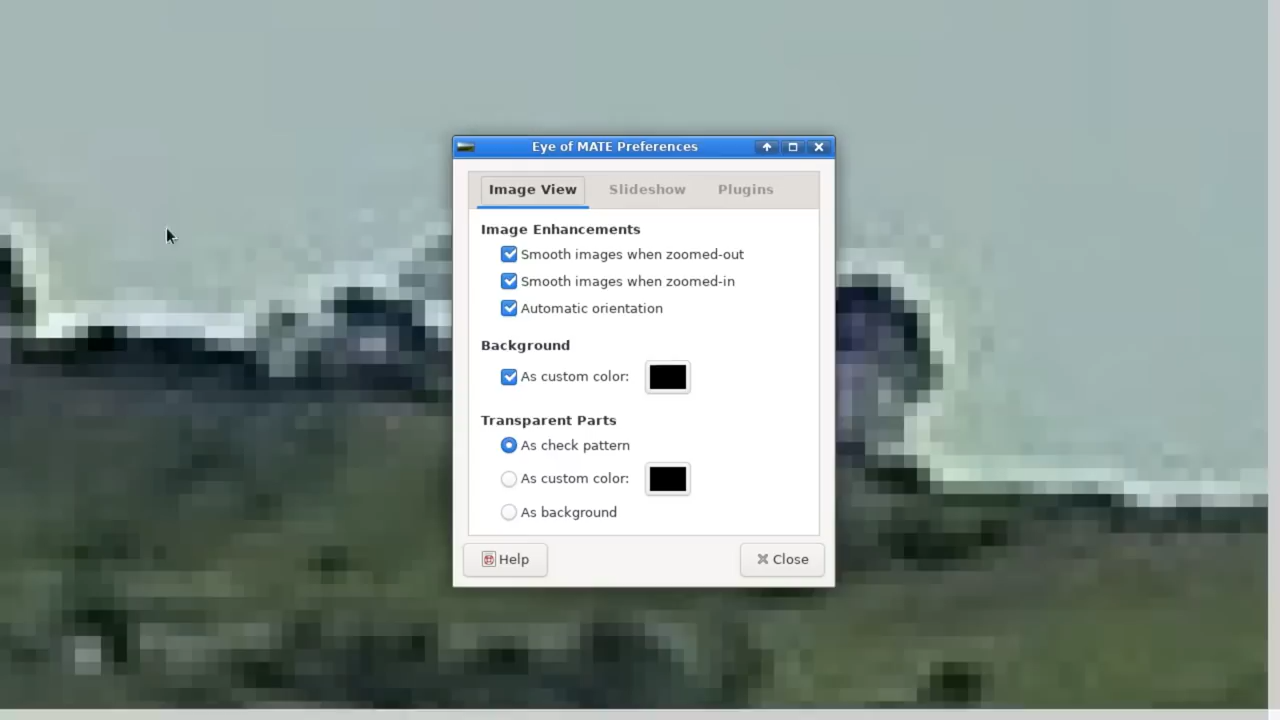 Eye of MATE Preferences
Image View Slideshow Plugins
Image Enhancements
Smooth images when zoomed-out
Smooth images when zoomed-in
Automatic orientation
Background
As custom color:
Transparent Parts
As check pattern
As custom color:
As background
Help Close